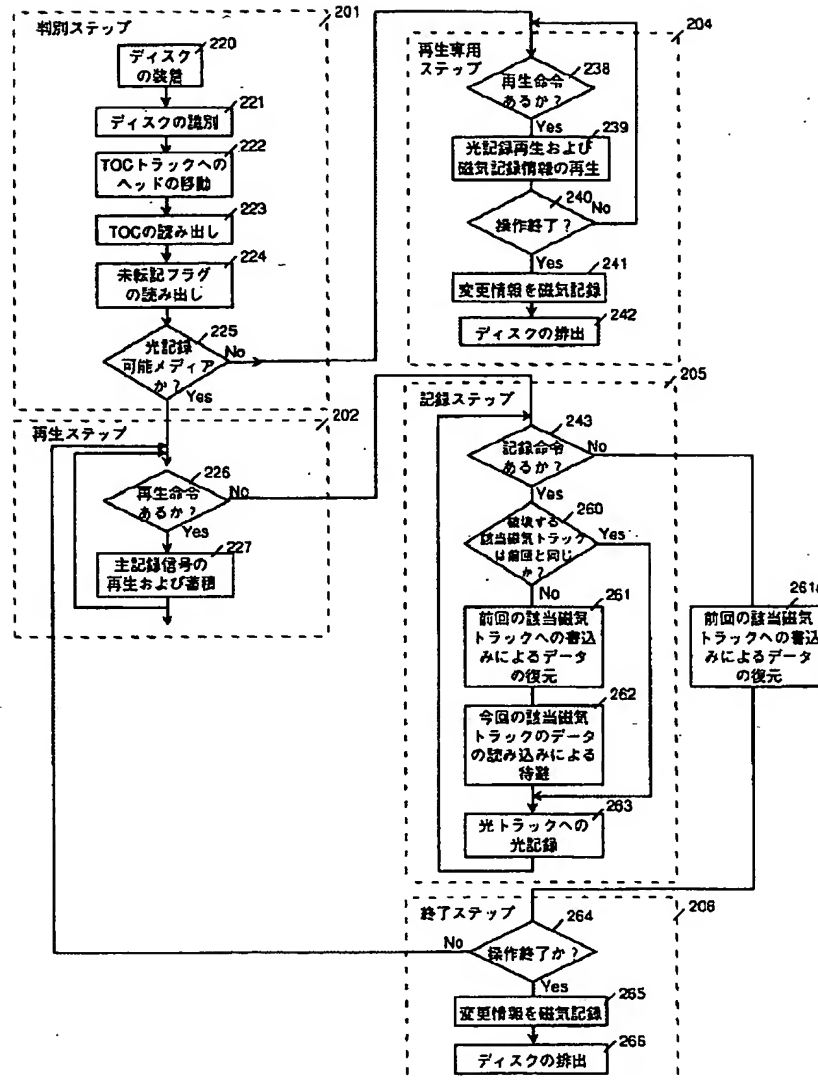 判別ステップ
201
220
ディスク
の装着
221
ディスクの識別
222
TOCトラックへの
ヘッドの移動
223
TOCの読み出し
224
未転記フラグ
の読み出し
225
光記録
可能メディア
か?
No
Yes
202
再生ステップ
226
再生命令
あるか?
No
Yes
227
主記録信号の
再生および蓄積
204
再生専用
ステップ
238
再生命令
あるか?
Yes
239
光記録再生および
磁気記録情報の再生
240
No
操作終了?
Yes
241
変更情報を磁気記録
242
ディスクの排出
205
記録ステップ
243
記録命令
あるか?
No
Yes
260
破壊する
該当磁気トラック
は前回と同じ
か?
Yes
No
261
前回の該当磁気
トラックへの書込
みによるデータ
の復元
262
今回の該当磁気
トラックのデータ
の読み込みによる
待避
263
光トラックへの
光記録
261a
前回の該当磁気
トラックへの書込
みによるデータ
の復元
206
終了ステップ
264
No
操作終了か?
Yes
265
変更情報を磁気記録
266
ディスクの排出